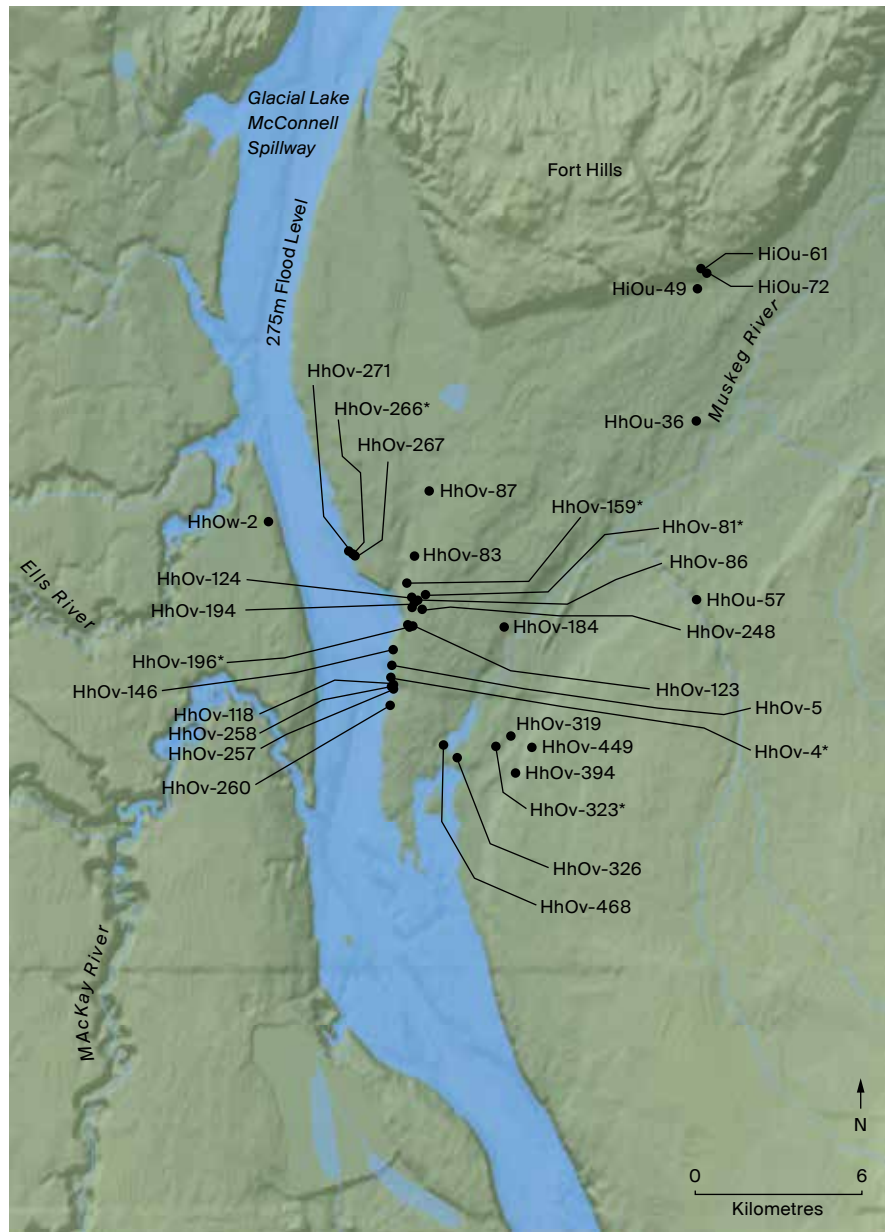 Glacial Lake
McConnell
Spillway
275m Flood Level
Fort Hills
HiOu-61
HiOu-72
HiOu-49
Muskeg River
HhOv-271
HhOv-266*
HhOv-267
HhOu-36
HhOv-87
HhOv-159*
HhOw-2
HhOv-81*
HhOv-83
HhOv-86
HhOv-124
Ells River
HhOv-194
HhOu-57
HhOv-184
HhOv-248
HhOv-196*
HhOv-146
HhOv-123
HhOv-118
HhOv-5
HhOv-258
HhOv-319
HhOv-257
HhOv-449
HhOv-4*
HhOv-260
HhOv-394
HhOv-323*
HhOv-326
HhOv-468
MAcKay River
N
0 6
Kilometres